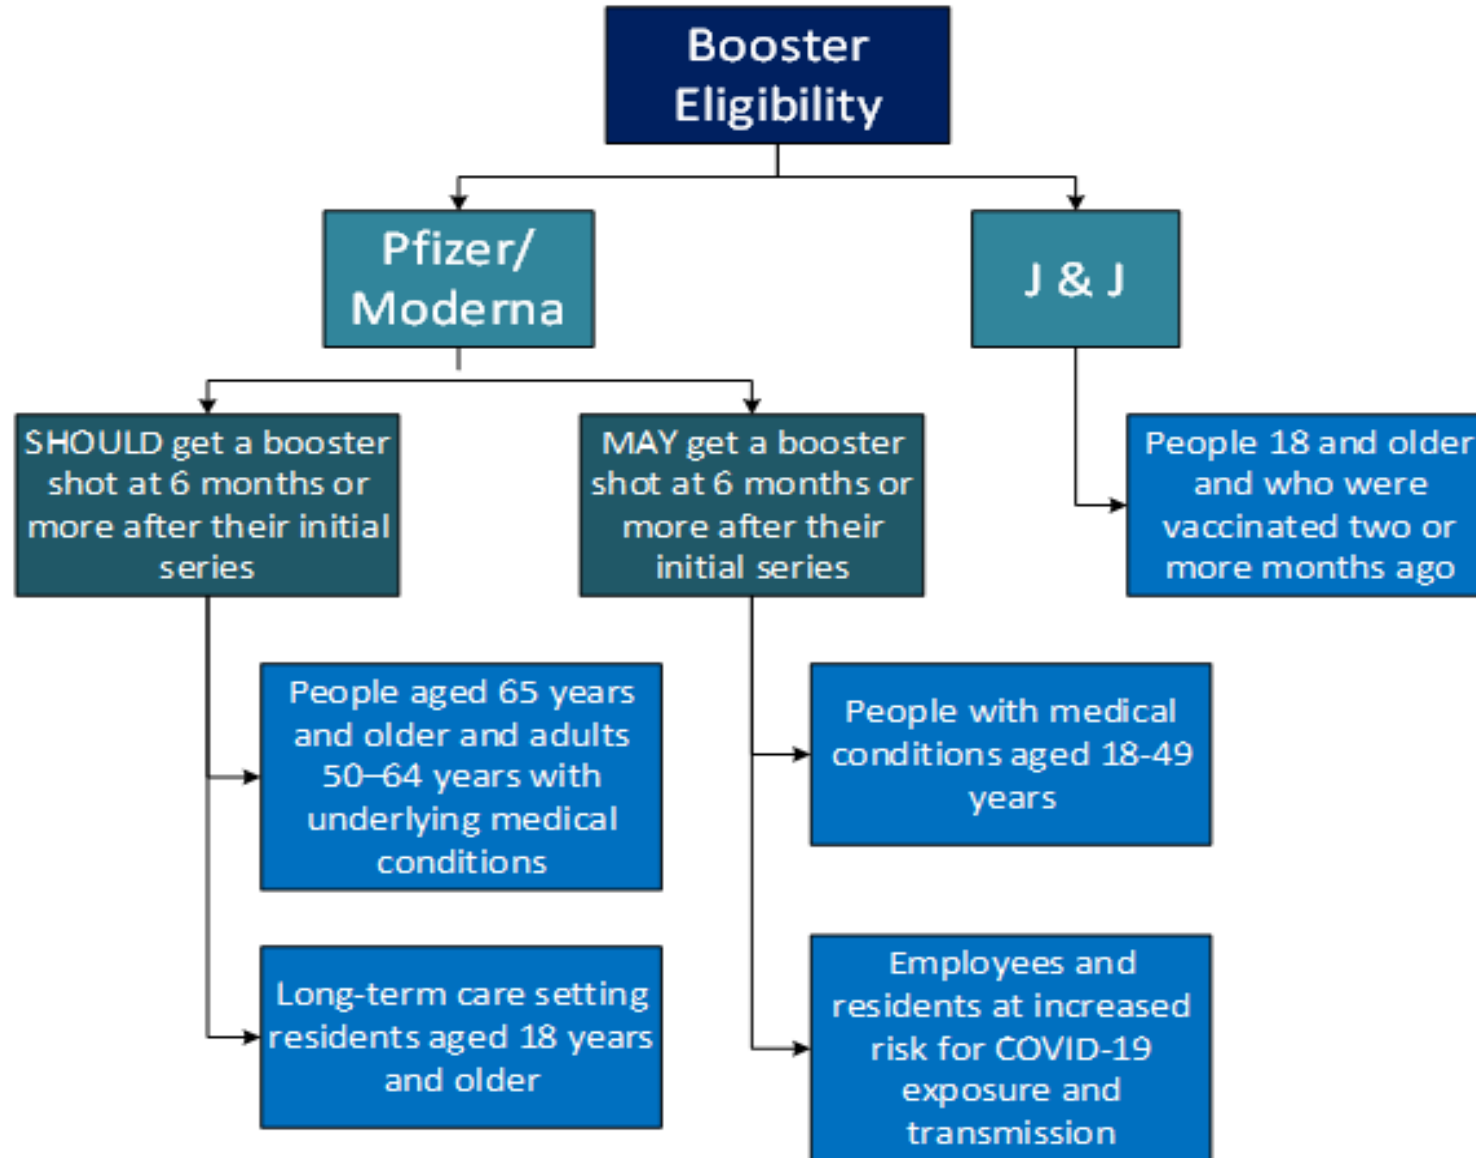 Booster
Eligibility
Pfizer/
Moderna
J & J
SHOULD get a booster
shot at 6 months or
more after their initial
series
MAY get a booster
shot at 6 months or
more after their
initial series
People 18 and older
and who were
vaccinated two or
more months ago
People aged 65 years
and older and adults
50–64 years with
underlying medical
conditions
People with medical
conditions aged 18-49
years
Long-term care setting
residents aged 18 years
and older
Employees and
residents at increased
risk for COVID-19
exposure and
transmission